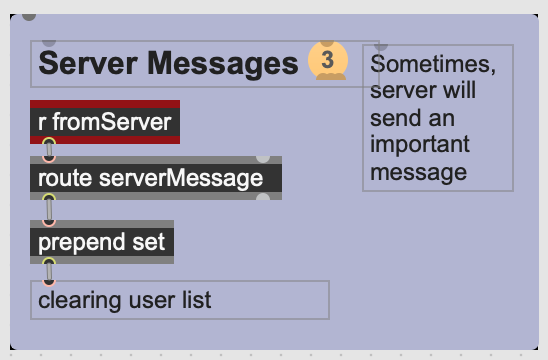 Server Messages 3
Sometimes,
server will
send an
important
message
r fromServer
route serverMessage
prepend set
clearing user list